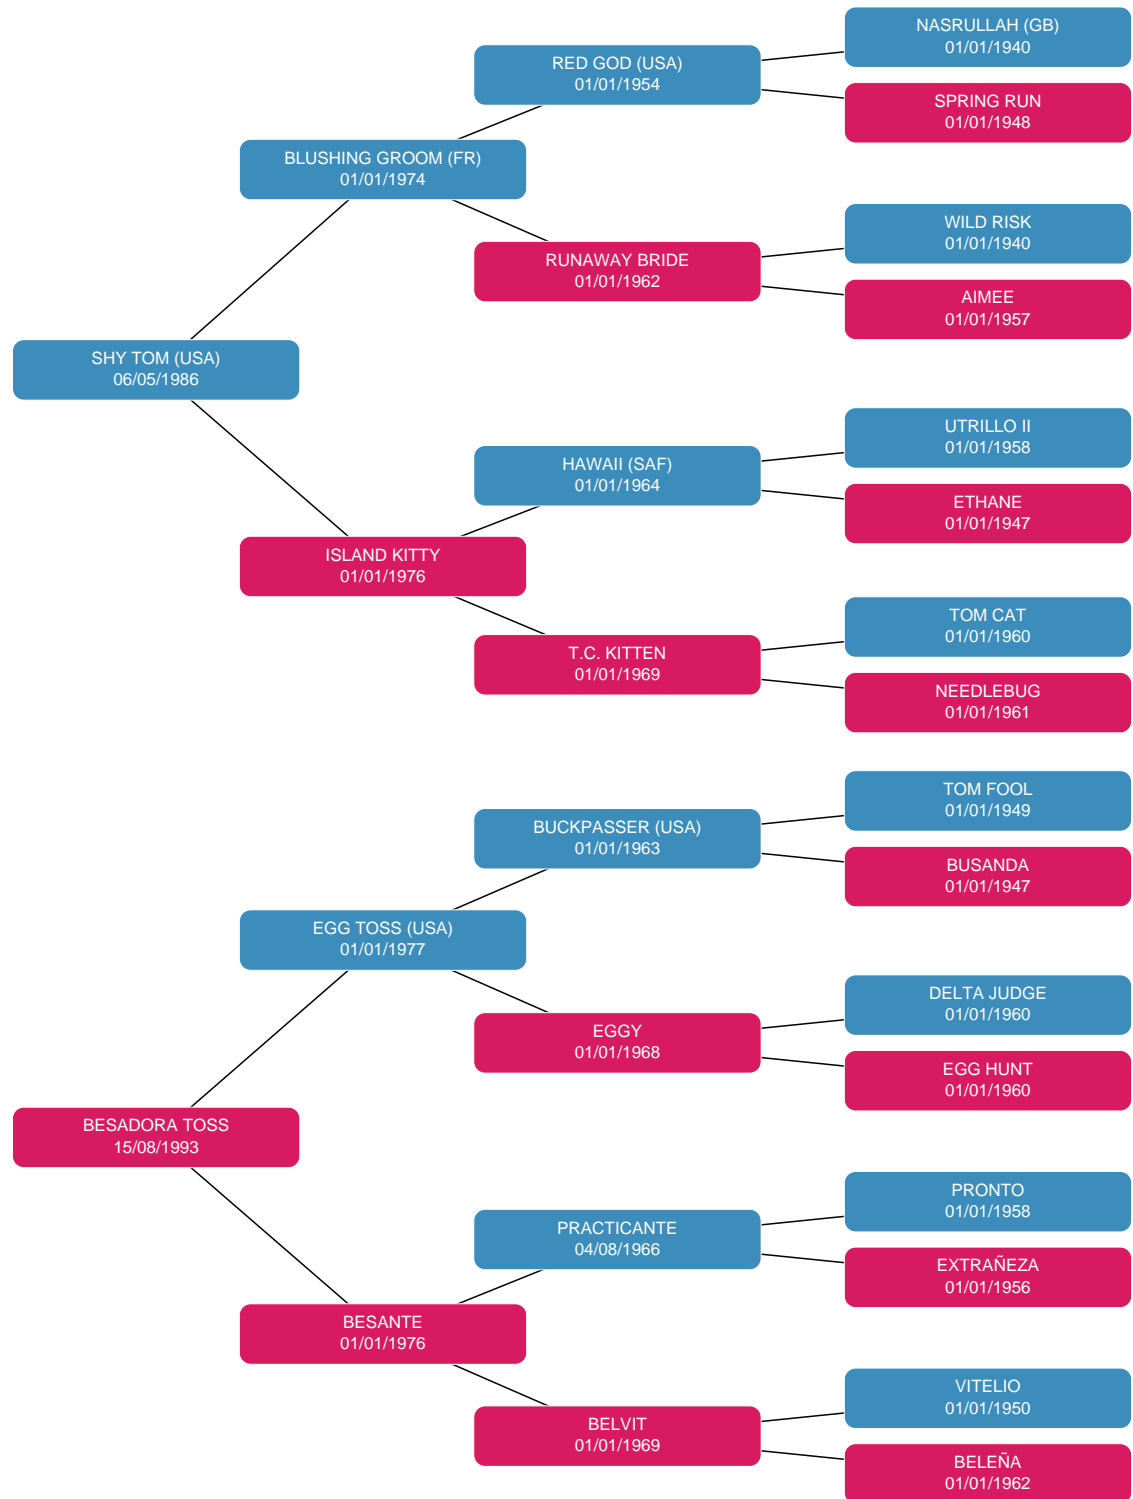 NASRULLAH (GB)
01/01/1940
RED GOD (USA)
01/01/1954
SPRING RUN
01/01/1948
BLUSHING GROOM (FR)
01/01/1974
WILD RISK
01/01/1940
RUNAWAY BRIDE
01/01/1962
AIMEE
01/01/1957
SHY TOM (USA)
06/05/1986
UTRILLO II
01/01/1958
HAWAII (SAF)
01/01/1964
ETHANE
01/01/1947
ISLAND KITTY
01/01/1976
TOM CAT
01/01/1960
T.C. KITTEN
01/01/1969
NEEDLEBUG
01/01/1961
TOM FOOL
01/01/1949
BUCKPASSER (USA)
01/01/1963
BUSANDA
01/01/1947
EGG TOSS (USA)
01/01/1977
DELTA JUDGE
01/01/1960
EGGY
01/01/1968
EGG HUNT
01/01/1960
BESADORA TOSS
15/08/1993
PRONTO
01/01/1958
PRACTICANTE
04/08/1966
EXTRAÑEZA
01/01/1956
BESANTE
01/01/1976
VITELIO
01/01/1950
BELVIT
01/01/1969
BELEÑA
01/01/1962